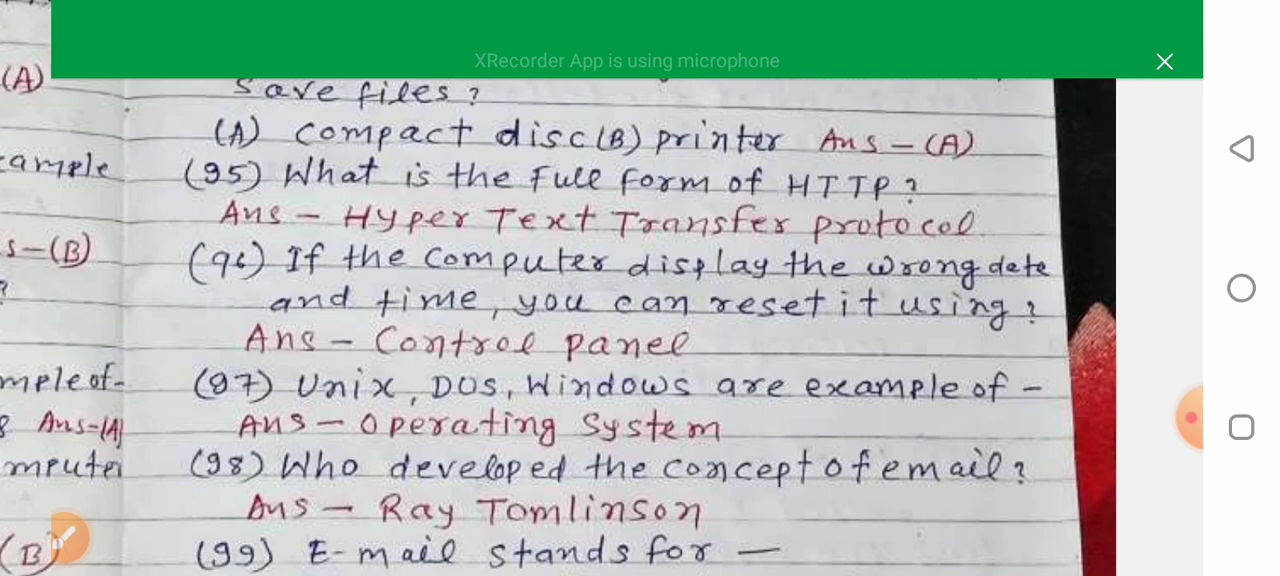 XRecorder App is using microphone
(A)
ample
s-(B)
?
mple of-
Ans-(A)
mputer
(B)
save files?
(A) compact disc (B) printer Ans - (A)
(95) What is the Full form of HTTP?
Ans - Hyper Text Transfer protocol.
(96) If the computer display the wrong date
and time, you can reset it using?
Ans - Control panel
(97) Unix, DOS, Windows are example of -
Ans - Operating System
(98) Who developed the concept of email?
Ans - Ray Tomlinson
(99) E-mail stands for -